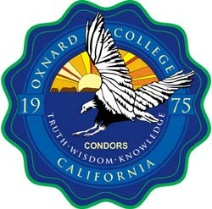 OXNARD COLLEGE
19 75
CONDORS
TRUTH • WISDOM • KNOWLEDGE
CALIFORNIA